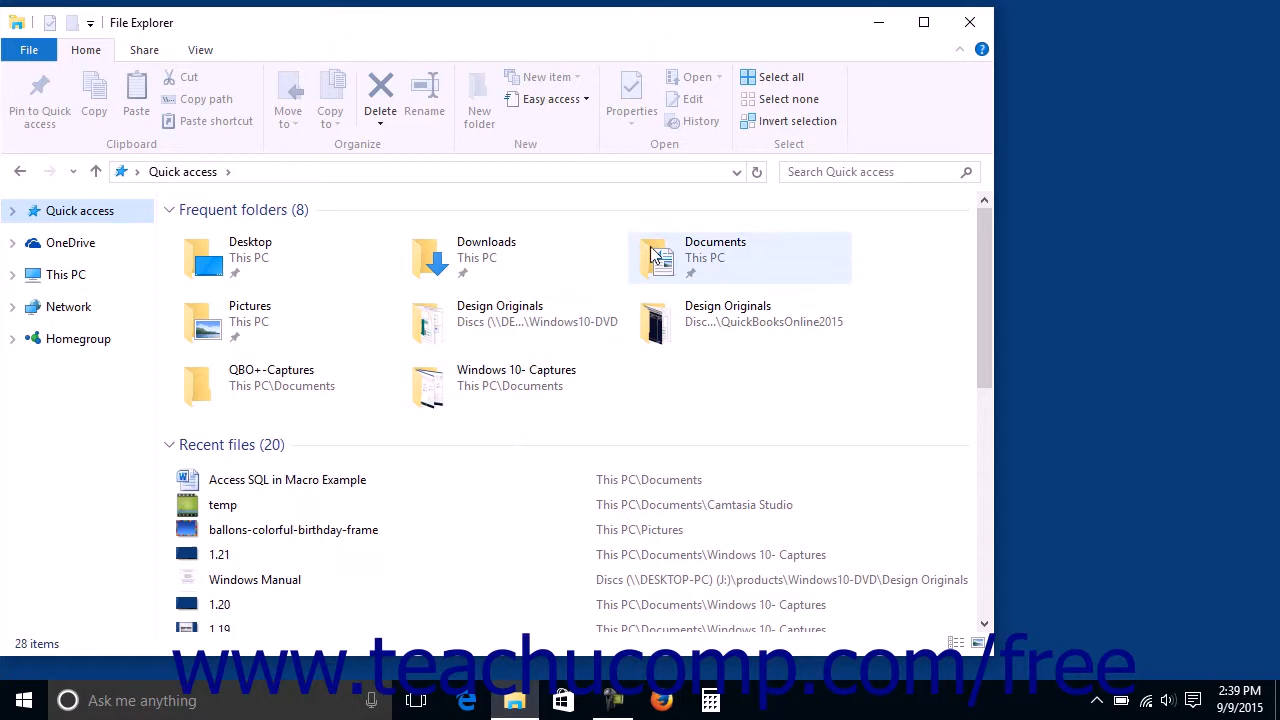 File Explorer
File Home Share View
Pin to Quick access
Copy
Paste
Cut
Copy path
Paste shortcut
Clipboard
Move to
Copy to
Delete
Rename
Organize
New folder
New item
Easy access
New
Properties
Open
Edit
History
Open
Select all
Select none
Invert selection
Select
Quick access
Search Quick access
Quick access
OneDrive
This PC
Network
Homegroup
Frequent folders (8)
Desktop
This PC
Downloads
This PC
Documents
This PC
Pictures
This PC
Design Originals
Discs (\\DE...\Windows10-DVD
Design Originals
Disc...\QuickBooksOnline2015
QBO+-Captures
This PC\Documents
Windows 10- Captures
This PC\Documents
Recent files (20)
Access SQL in Macro Example This PC\Documents
temp This PC\Documents\Camtasia Studio
ballons-colorful-birthday-frame This PC\Pictures
1.21 This PC\Documents\Windows 10- Captures
Windows Manual Discs (\\DESKTOP-PC) (J:)\products\Windows10-DVD\Design Originals
1.20 This PC\Documents\Windows 10- Captures
1.19 This PC\Documents\Windows 10- Captures
28 items
www.teachucomp.com/free
Ask me anything
2:39 PM
9/9/2015